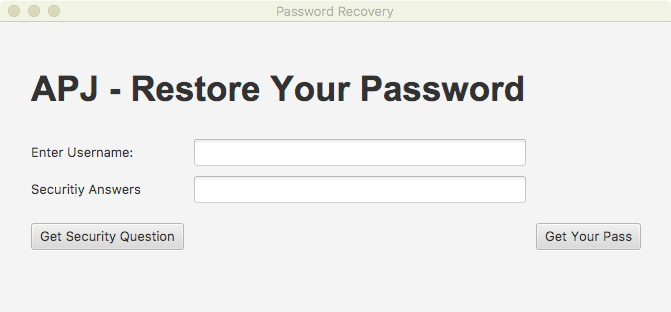 Password Recovery
APJ - Restore Your Password
Enter Username:
Securitiy Answers
Get Security Question
Get Your Pass